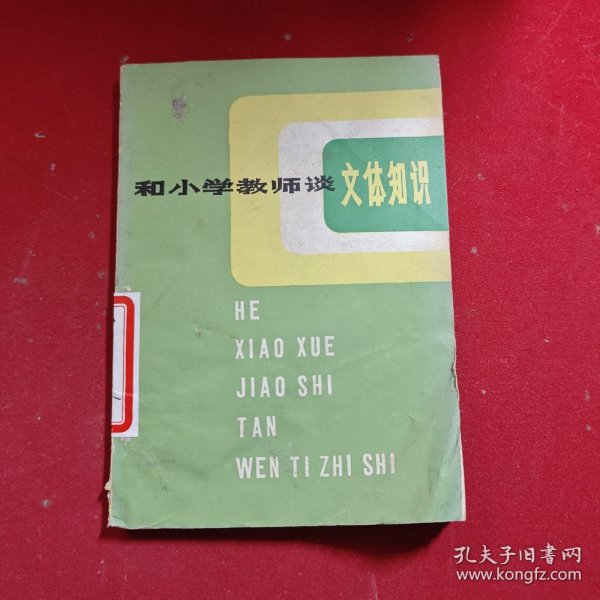 和小学教师谈 文体知识
HE
XIAO XUE
JIAO SHI
TAN
WEN TI ZHI SHI
孔夫子旧书网
www.kongfz.com